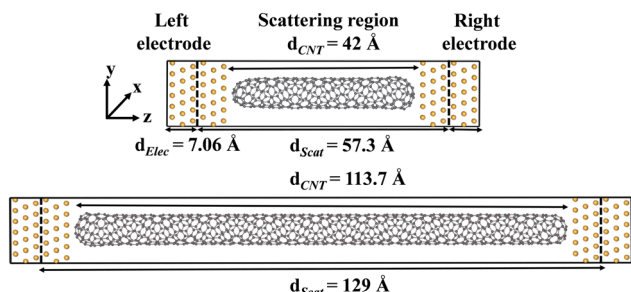 Left electrode
Scattering region
Right electrode
d_CNT = 42 Å
y
x
z
d_Elec = 7.06 Å
d_Scat = 57.3 Å
d_CNT = 113.7 Å
d_Scat = 129 Å